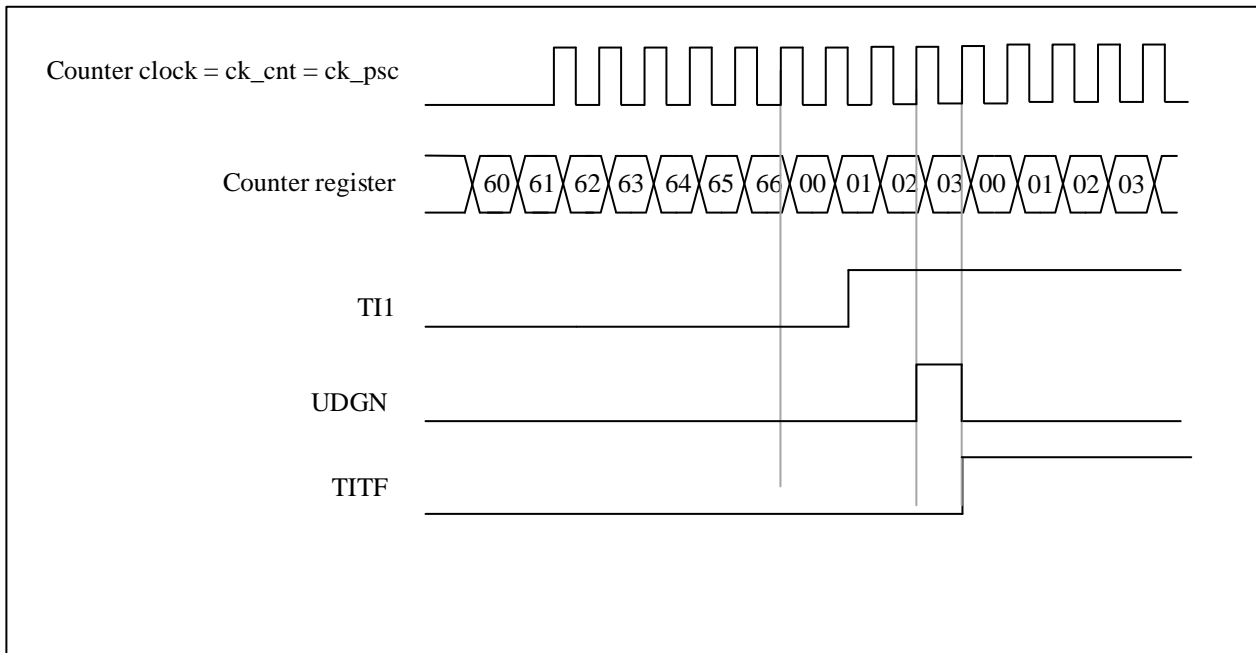 Counter clock = ck_cnt = ck_psc
Counter register 60 61 62 63 64 65 66 00 01 02 03 00 01 02 03
TI1
UDGN
TITF